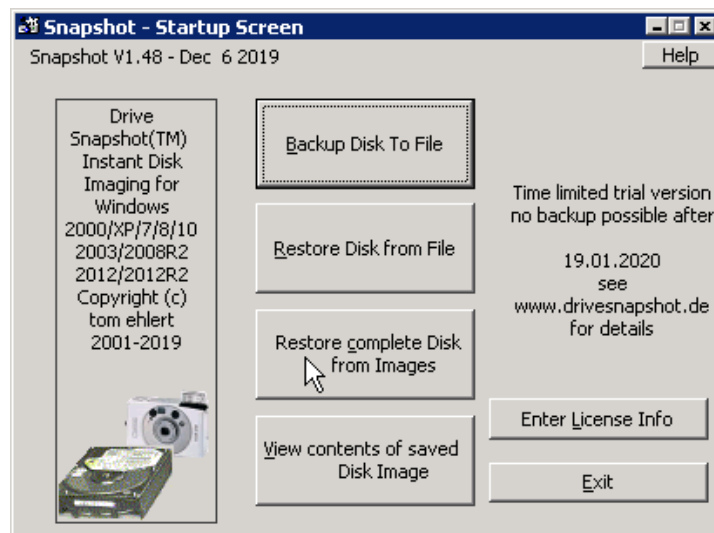 Snapshot - Startup Screen
Snapshot V1.48 - Dec 6 2019
Help
Drive
Snapshot(TM)
Instant Disk
Imaging for
Windows
2000/XP/7/8/10
2003/2008R2
2012/2012R2
Copyright (c)
tom ehlert
2001-2019
Backup Disk To File
Restore Disk from File
Restore complete Disk
from Images
View contents of saved
Disk Image
Time limited trial version
no backup possible after
19.01.2020
see
www.drivesnapshot.de
for details
Enter License Info
Exit